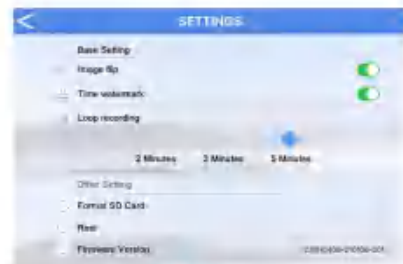 SETTINGS
Base Setting
Image flip
Time watermark
Loop recording
2 Minutes 3 Minutes 5 Minutes
Other Setting
Format SD Card
Firmware Version